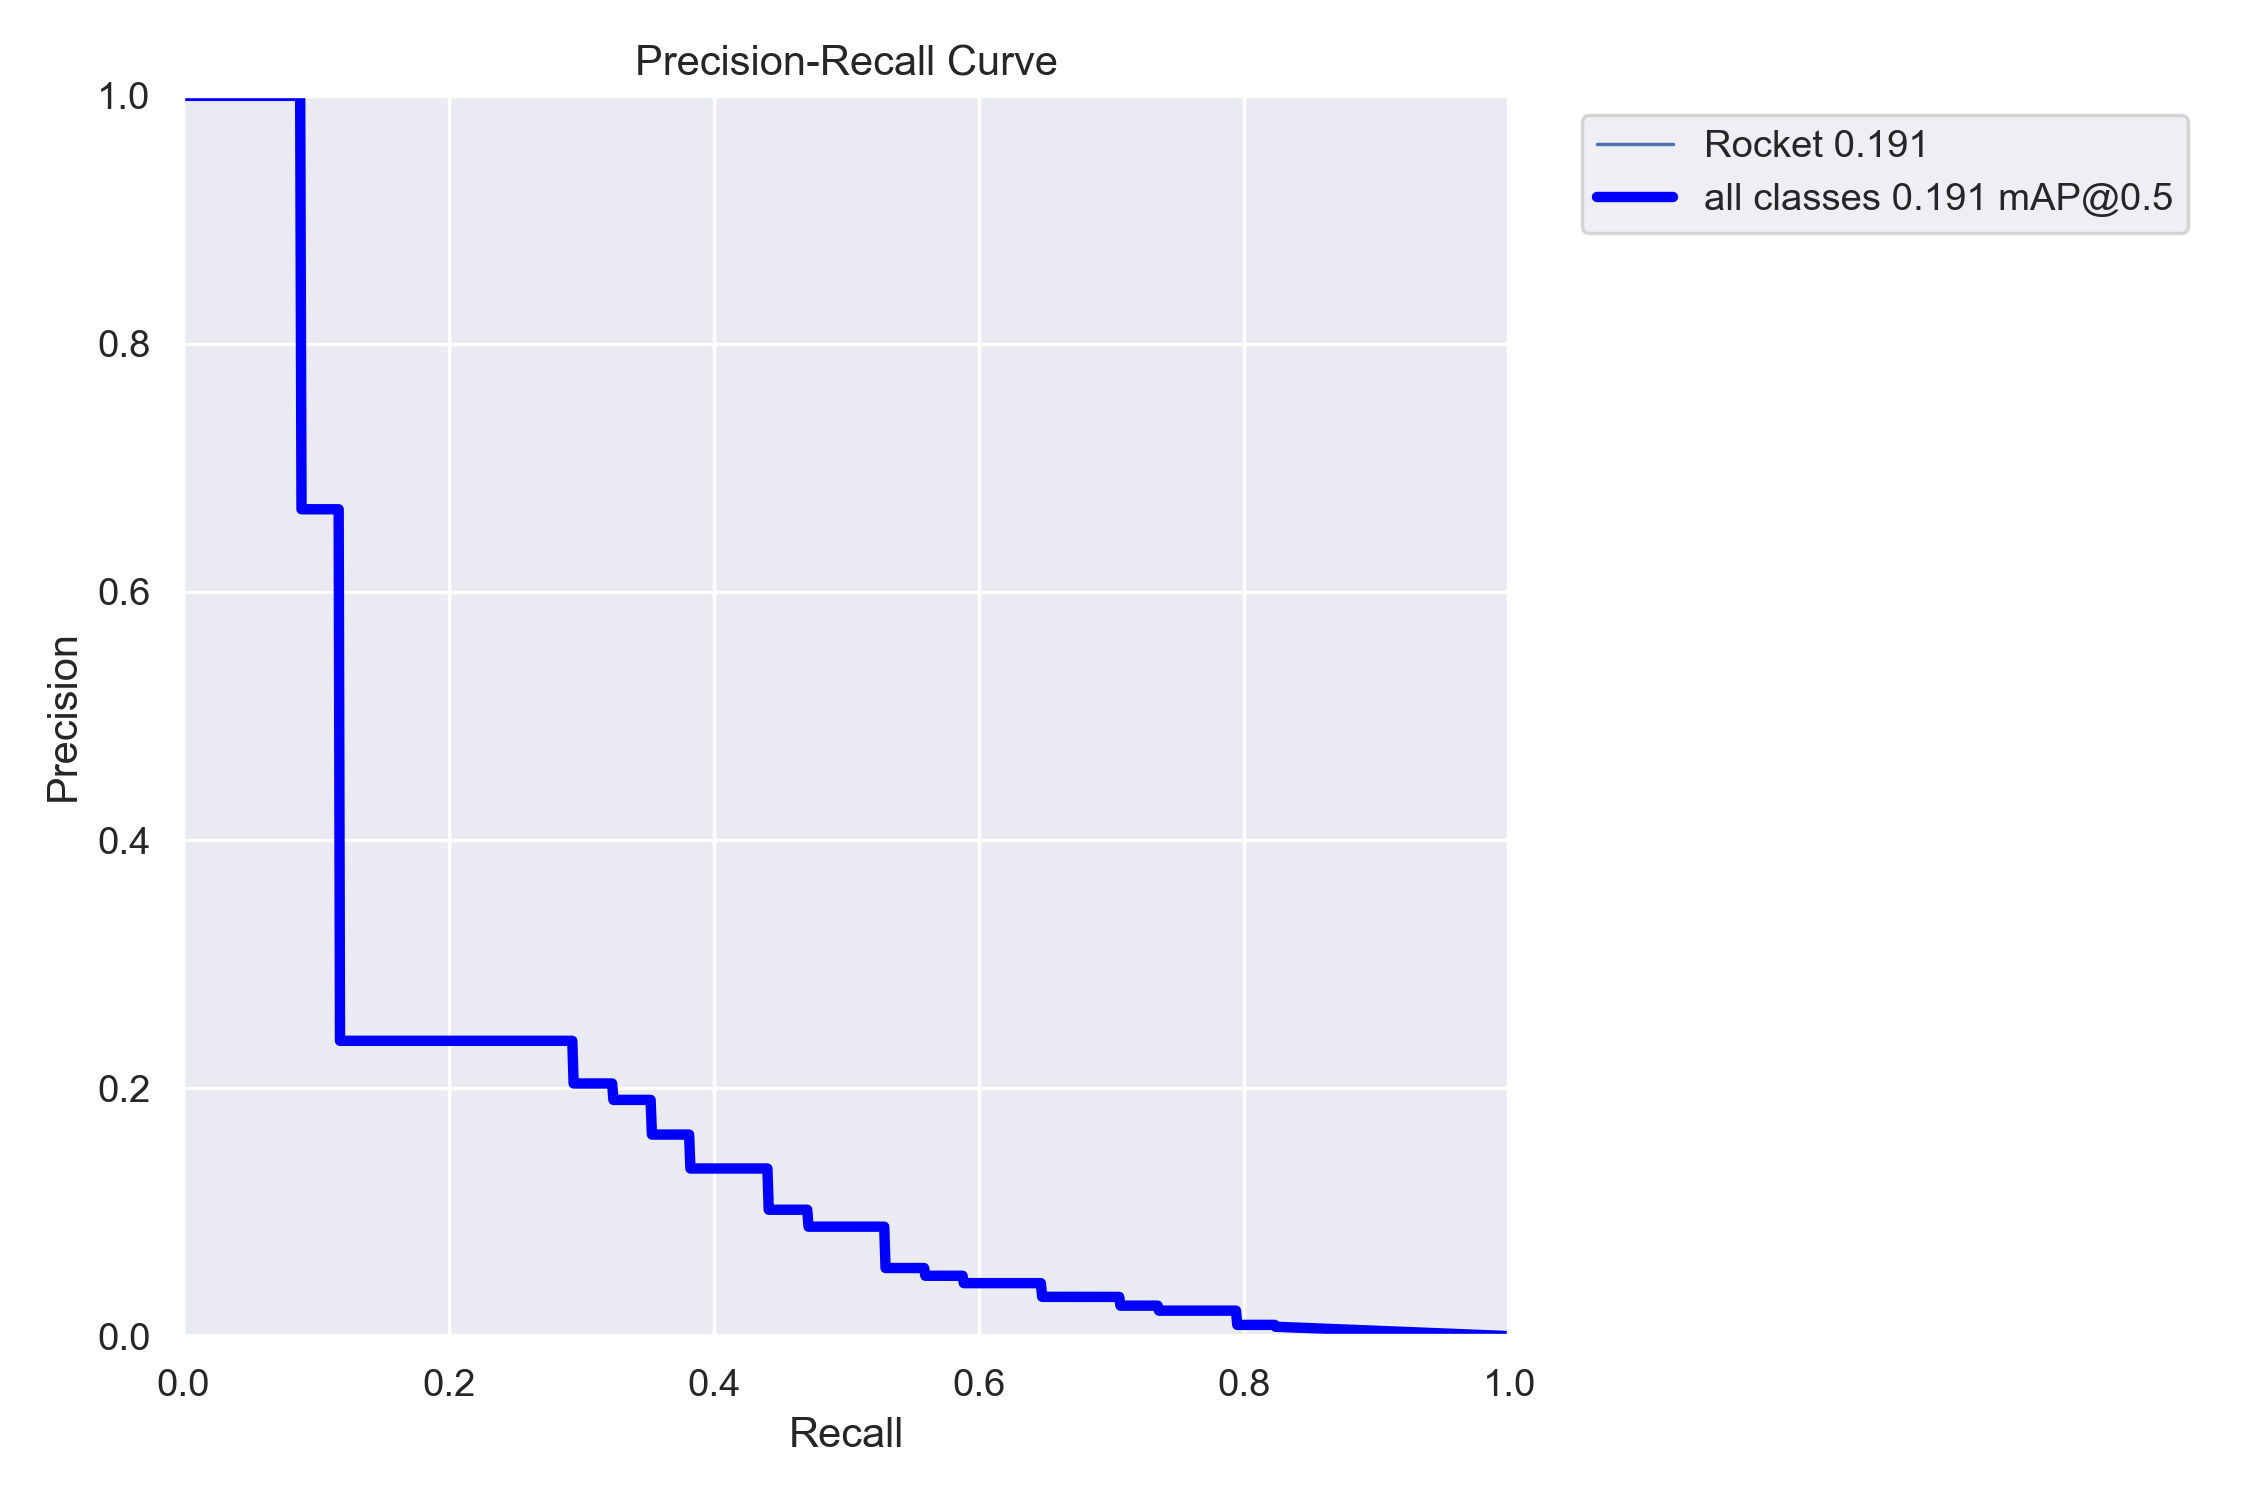 Precision-Recall Curve
1.0
0.8
0.6
0.4
0.2
0.0
Precision
0.0 0.2 0.4 0.6 0.8 1.0
Recall
Rocket 0.191
all classes 0.191 mAP@0.5